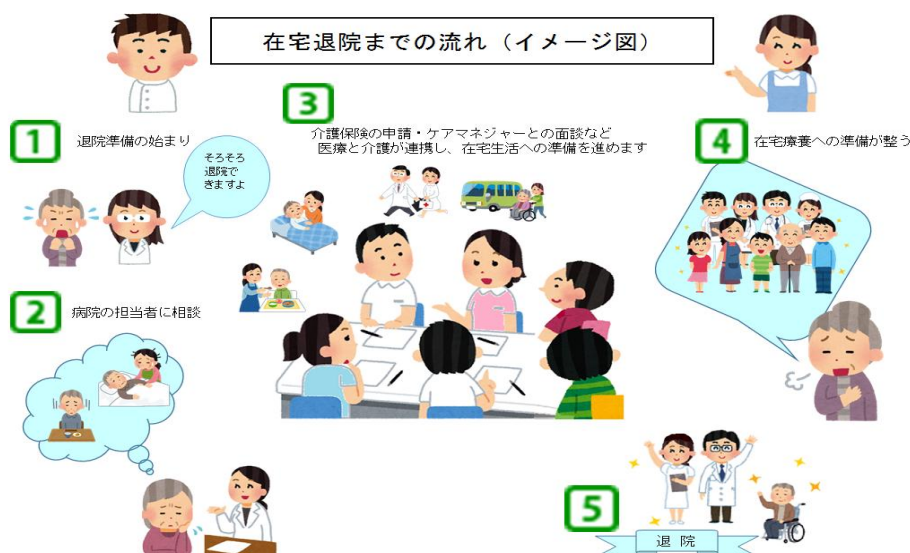 在宅退院までの流れ（イメージ図）
1 退院準備の始まり
そろそろ
退院で
きますよ
2 病院の担当者に相談
3
介護保険の申請・ケアマネジャーとの面談など
医療と介護が連携し、在宅生活への準備を進めます
4 在宅療養への準備が整う
5
退 院